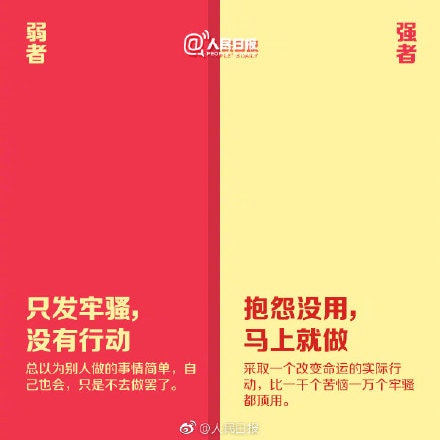 弱者
@人民日报
PEOPLE'S DAILY
强者
只发牢骚，
没有行动
总以为别人做的事情简单，自
己也会，只是不去做罢了。
抱怨没用，
马上就做
采取一个改变命运的实际行
动，比一千个苦恼一万个牢骚
都顶用。
@人民日报